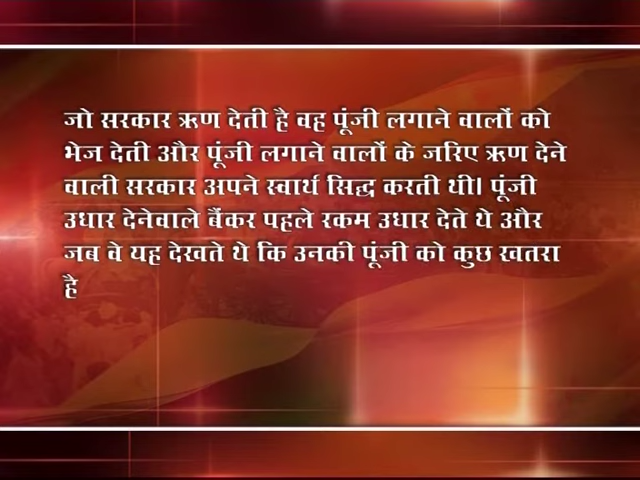 जो सरकार ऋण देती है वह पूंजी लगाने वालों को
भेज देती और पूंजी लगाने वालों के जरिए ऋण देने
वाली सरकार अपने स्वार्थ सिद्ध करती थी। पूंजी
उधार देनेवाले बैंकर पहले रकम उधार देते थे और
जब वे यह देखते थे कि उनकी पूंजी को कुछ खतरा
है